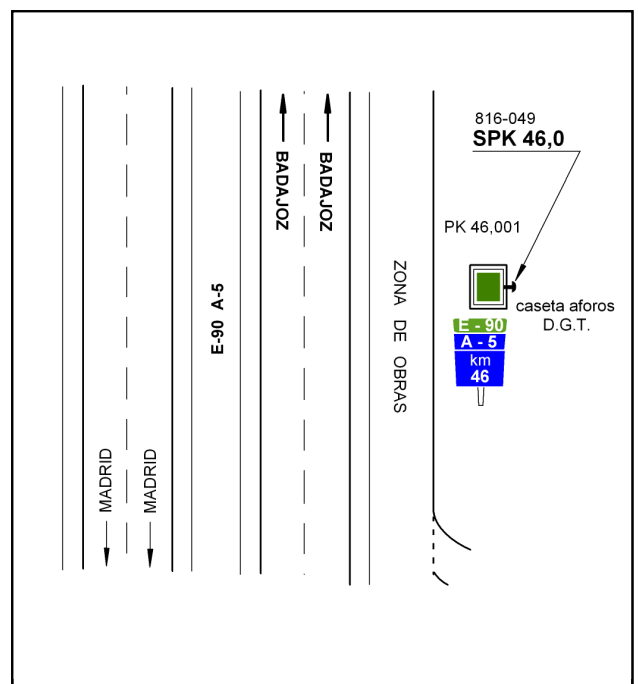 816-049
SPK 46,0
BADAJOZ
BADAJOZ
PK 46,001
caseta aforos
D.G.T.
E-90 A-5
ZONA DE OBRAS
E - 90
A - 5
km
46
MADRID
MADRID